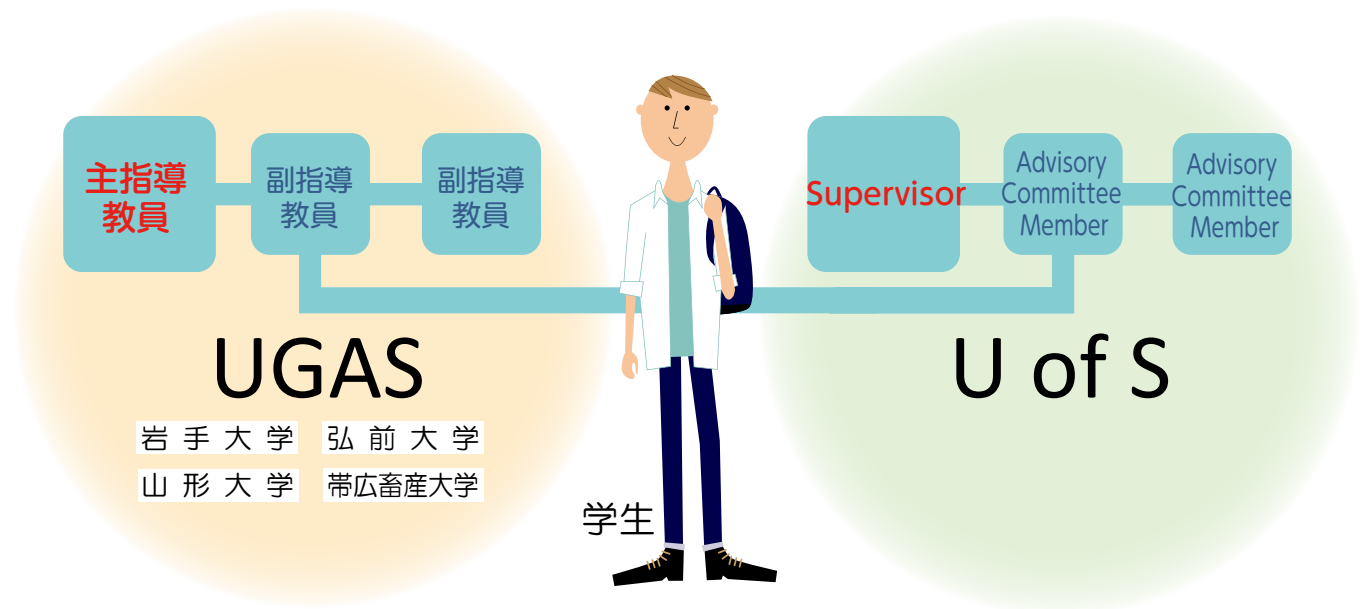 主指導
教員
副指導
教員
副指導
教員
Supervisor
Advisory
Committee
Member
Advisory
Committee
Member
UGAS
U of S
岩手大学
弘前大学
山形大学
帯広畜産大学
学生